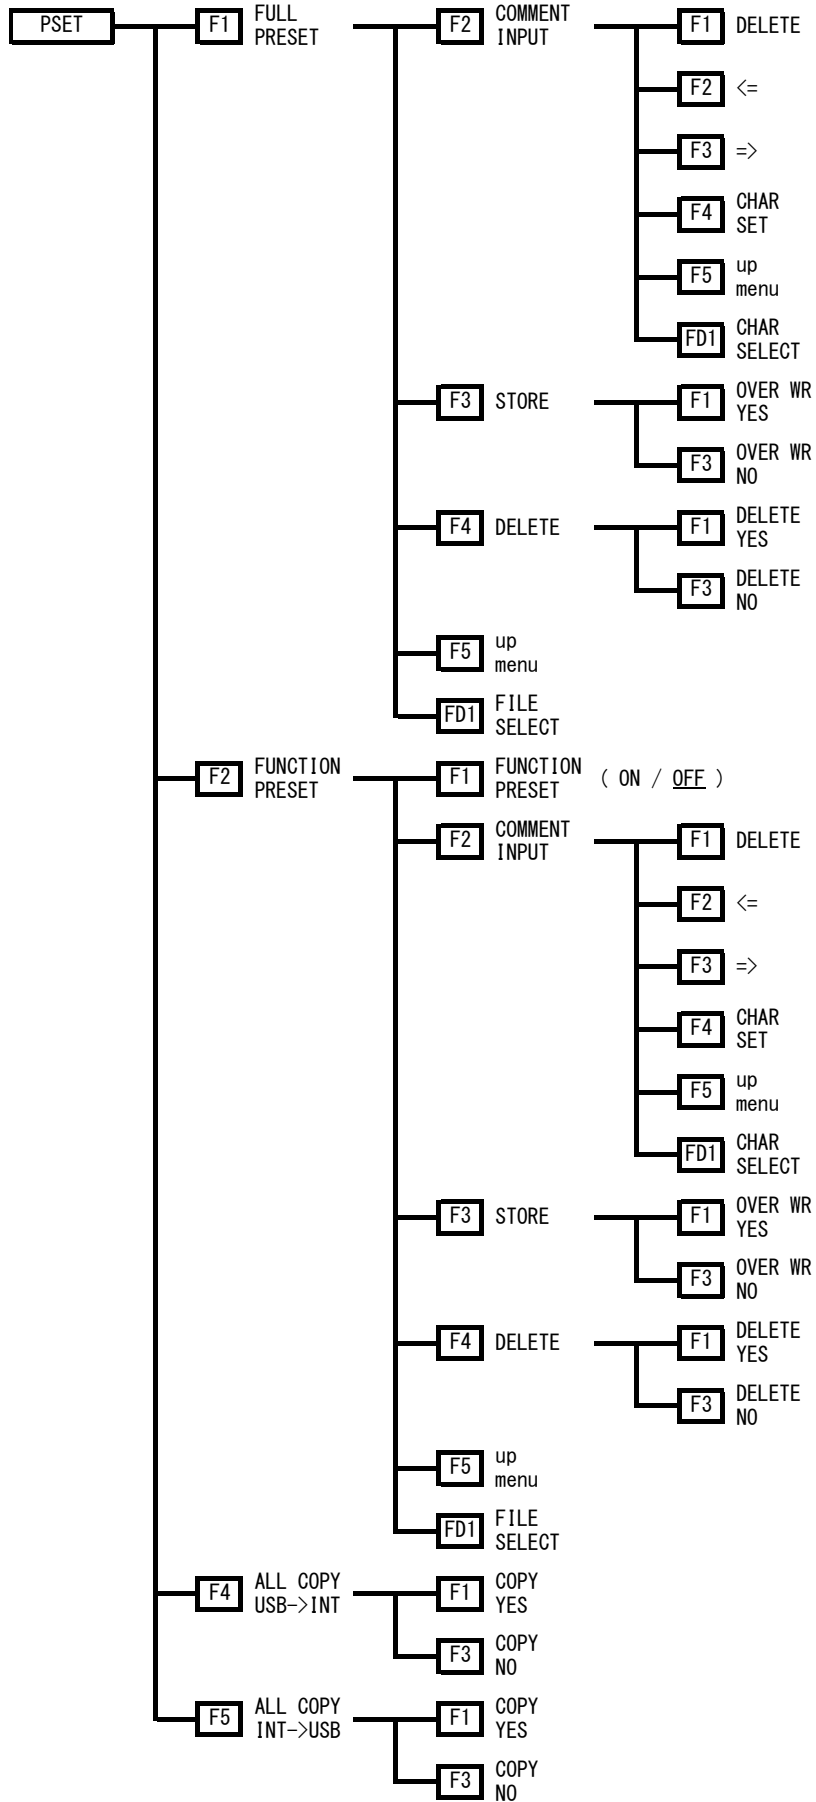 PSET
F1 FULL
PRESET
F2 COMMENT
INPUT
F1 DELETE
F2 <=
F3 =>
F4 CHAR
SET
F5 up
menu
FD1 CHAR
SELECT
F3 STORE
F1 OVER WR
YES
F3 OVER WR
NO
F4 DELETE
F1 DELETE
YES
F3 DELETE
NO
F5 up
menu
FD1 FILE
SELECT
F2 FUNCTION
PRESET
F1 FUNCTION
PRESET
( ON / OFF )
F2 COMMENT
INPUT
F1 DELETE
F2 <=
F3 =>
F4 CHAR
SET
F5 up
menu
FD1 CHAR
SELECT
F3 STORE
F1 OVER WR
YES
F3 OVER WR
NO
F4 DELETE
F1 DELETE
YES
F3 DELETE
NO
F5 up
menu
FD1 FILE
SELECT
F4 ALL COPY
USB->INT
F1 COPY
YES
F3 COPY
NO
F5 ALL COPY
INT->USB
F1 COPY
YES
F3 COPY
NO